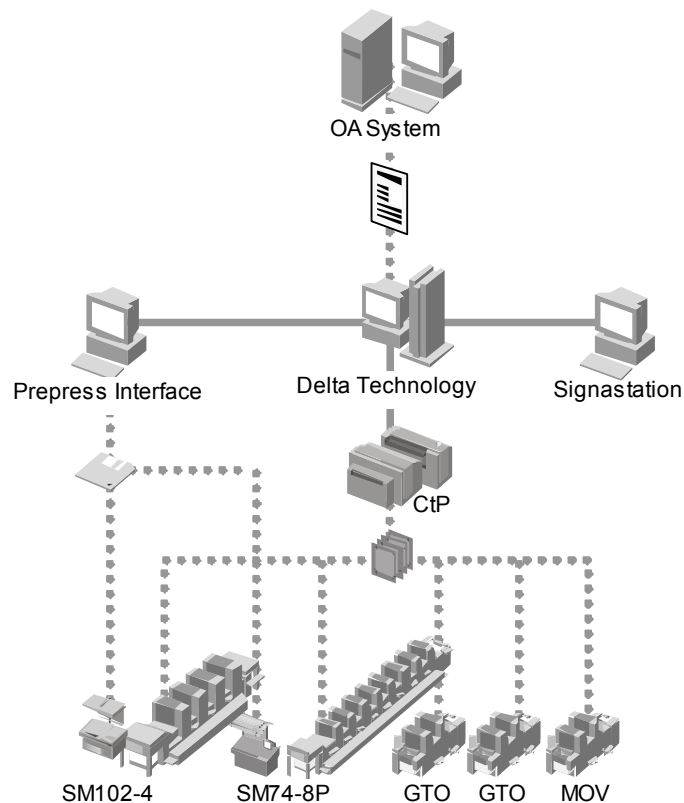 OA System
Prepress Interface
Delta Technology
Signastation
CtP
SM102-4
SM74-8P
GTO
GTO
MOV